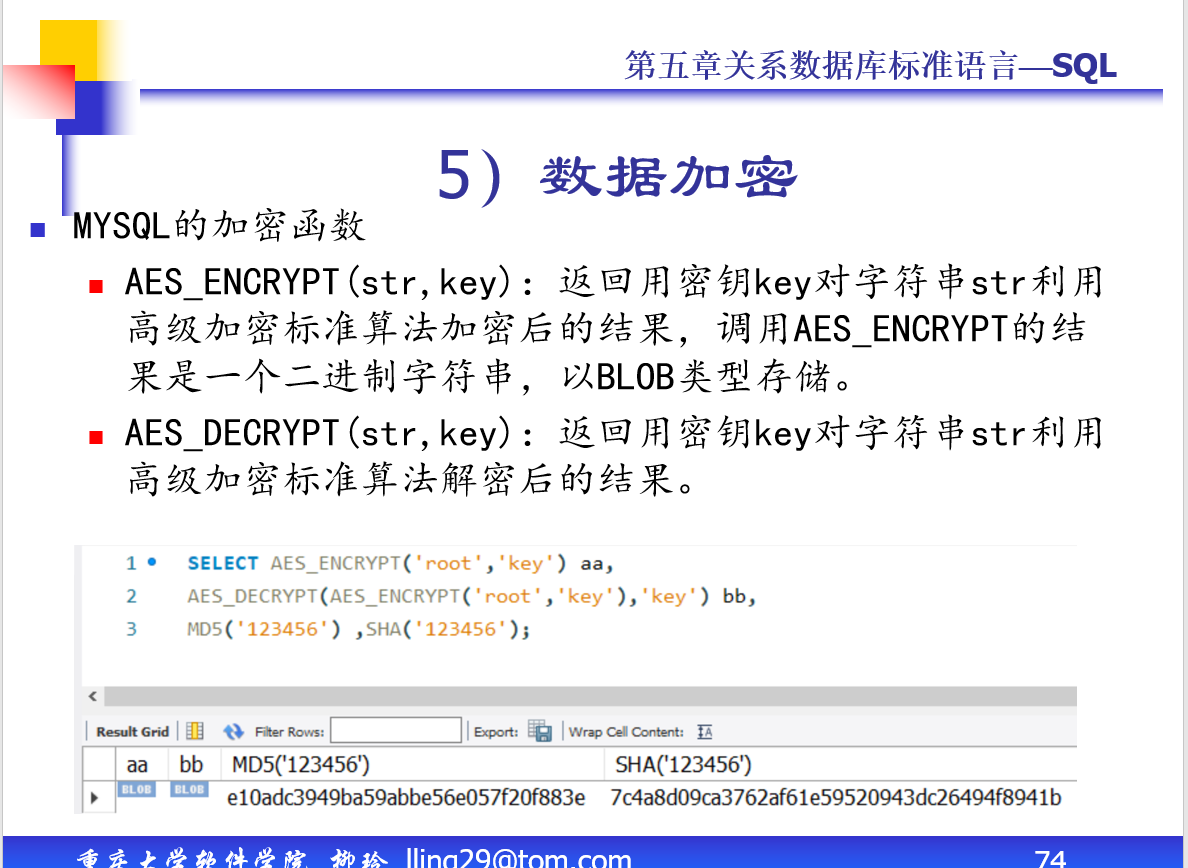 第五章关系数据库标准语言—SQL
5）数据加密
MYSQL的加密函数
AES_ENCRYPT(str,key): 返回用密钥key对字符串str利用
高级加密标准算法加密后的结果，调用AES_ENCRYPT的结
果是一个二进制字符串，以BLOB类型存储。
AES_DECRYPT(str,key): 返回用密钥key对字符串str利用
高级加密标准算法解密后的结果。
1 SELECT AES_ENCRYPT('root','key') aa,
2 AES_DECRYPT(AES_ENCRYPT('root','key'),'key') bb,
3 MD5('123456') ,SHA('123456');
Result Grid Filter Rows: Export: Wrap Cell Content: IA
aa bb MD5('123456') SHA('123456')
BLOB BLOB e10adc3949ba59abbe56e057f20f883e 7c4a8d09ca3762af61e59520943dc26494f8941b
重庆大学软件学院 柳玲 lling29@tom.com 74